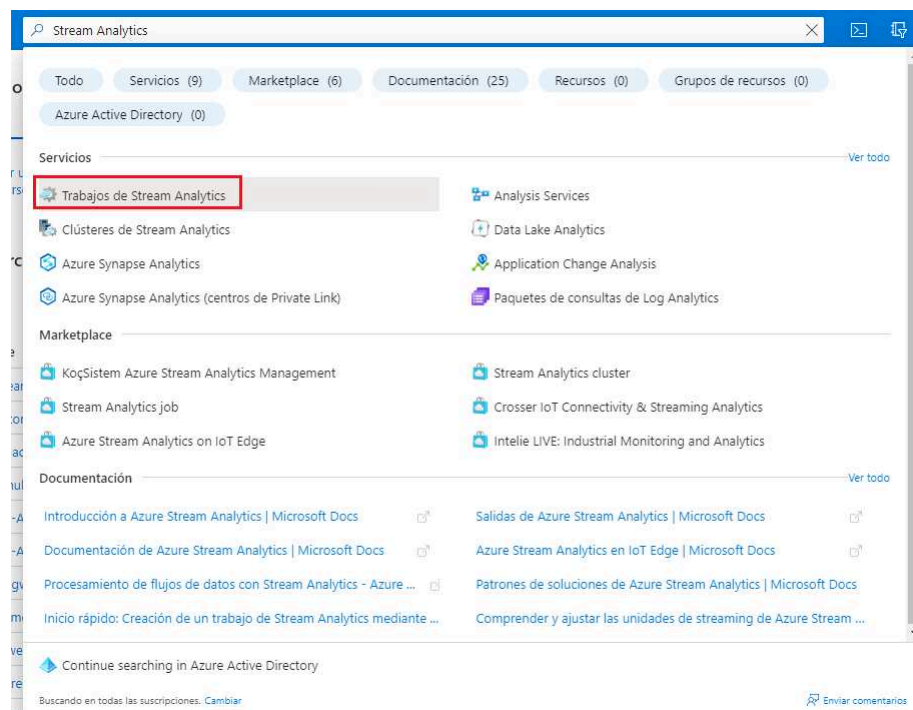 Stream Analytics
Todo Servicios (9) Marketplace (6) Documentación (25) Recursos (0) Grupos de recursos (0)
Azure Active Directory (0)
Servicios Ver todo
Trabajos de Stream Analytics Analysis Services
Clústeres de Stream Analytics Data Lake Analytics
Azure Synapse Analytics Application Change Analysis
Azure Synapse Analytics (centros de Private Link) Paquetes de consultas de Log Analytics
Marketplace
KoçSistem Azure Stream Analytics Management Stream Analytics cluster
Stream Analytics job Crosser IoT Connectivity & Streaming Analytics
Azure Stream Analytics on IoT Edge Intelie LIVE: Industrial Monitoring and Analytics
Documentación Ver todo
Introducción a Azure Stream Analytics | Microsoft Docs Salidas de Azure Stream Analytics | Microsoft Docs
Documentación de Azure Stream Analytics | Microsoft Docs Azure Stream Analytics en IoT Edge | Microsoft Docs
Procesamiento de flujos de datos con Stream Analytics - Azure ... Patrones de soluciones de Azure Stream Analytics | Microsoft Docs
Inicio rápido: Creación de un trabajo de Stream Analytics mediante ... Comprender y ajustar las unidades de streaming de Azure Stream ...
Continue searching in Azure Active Directory
Buscando en todas las suscripciones. Cambiar Enviar comentarios